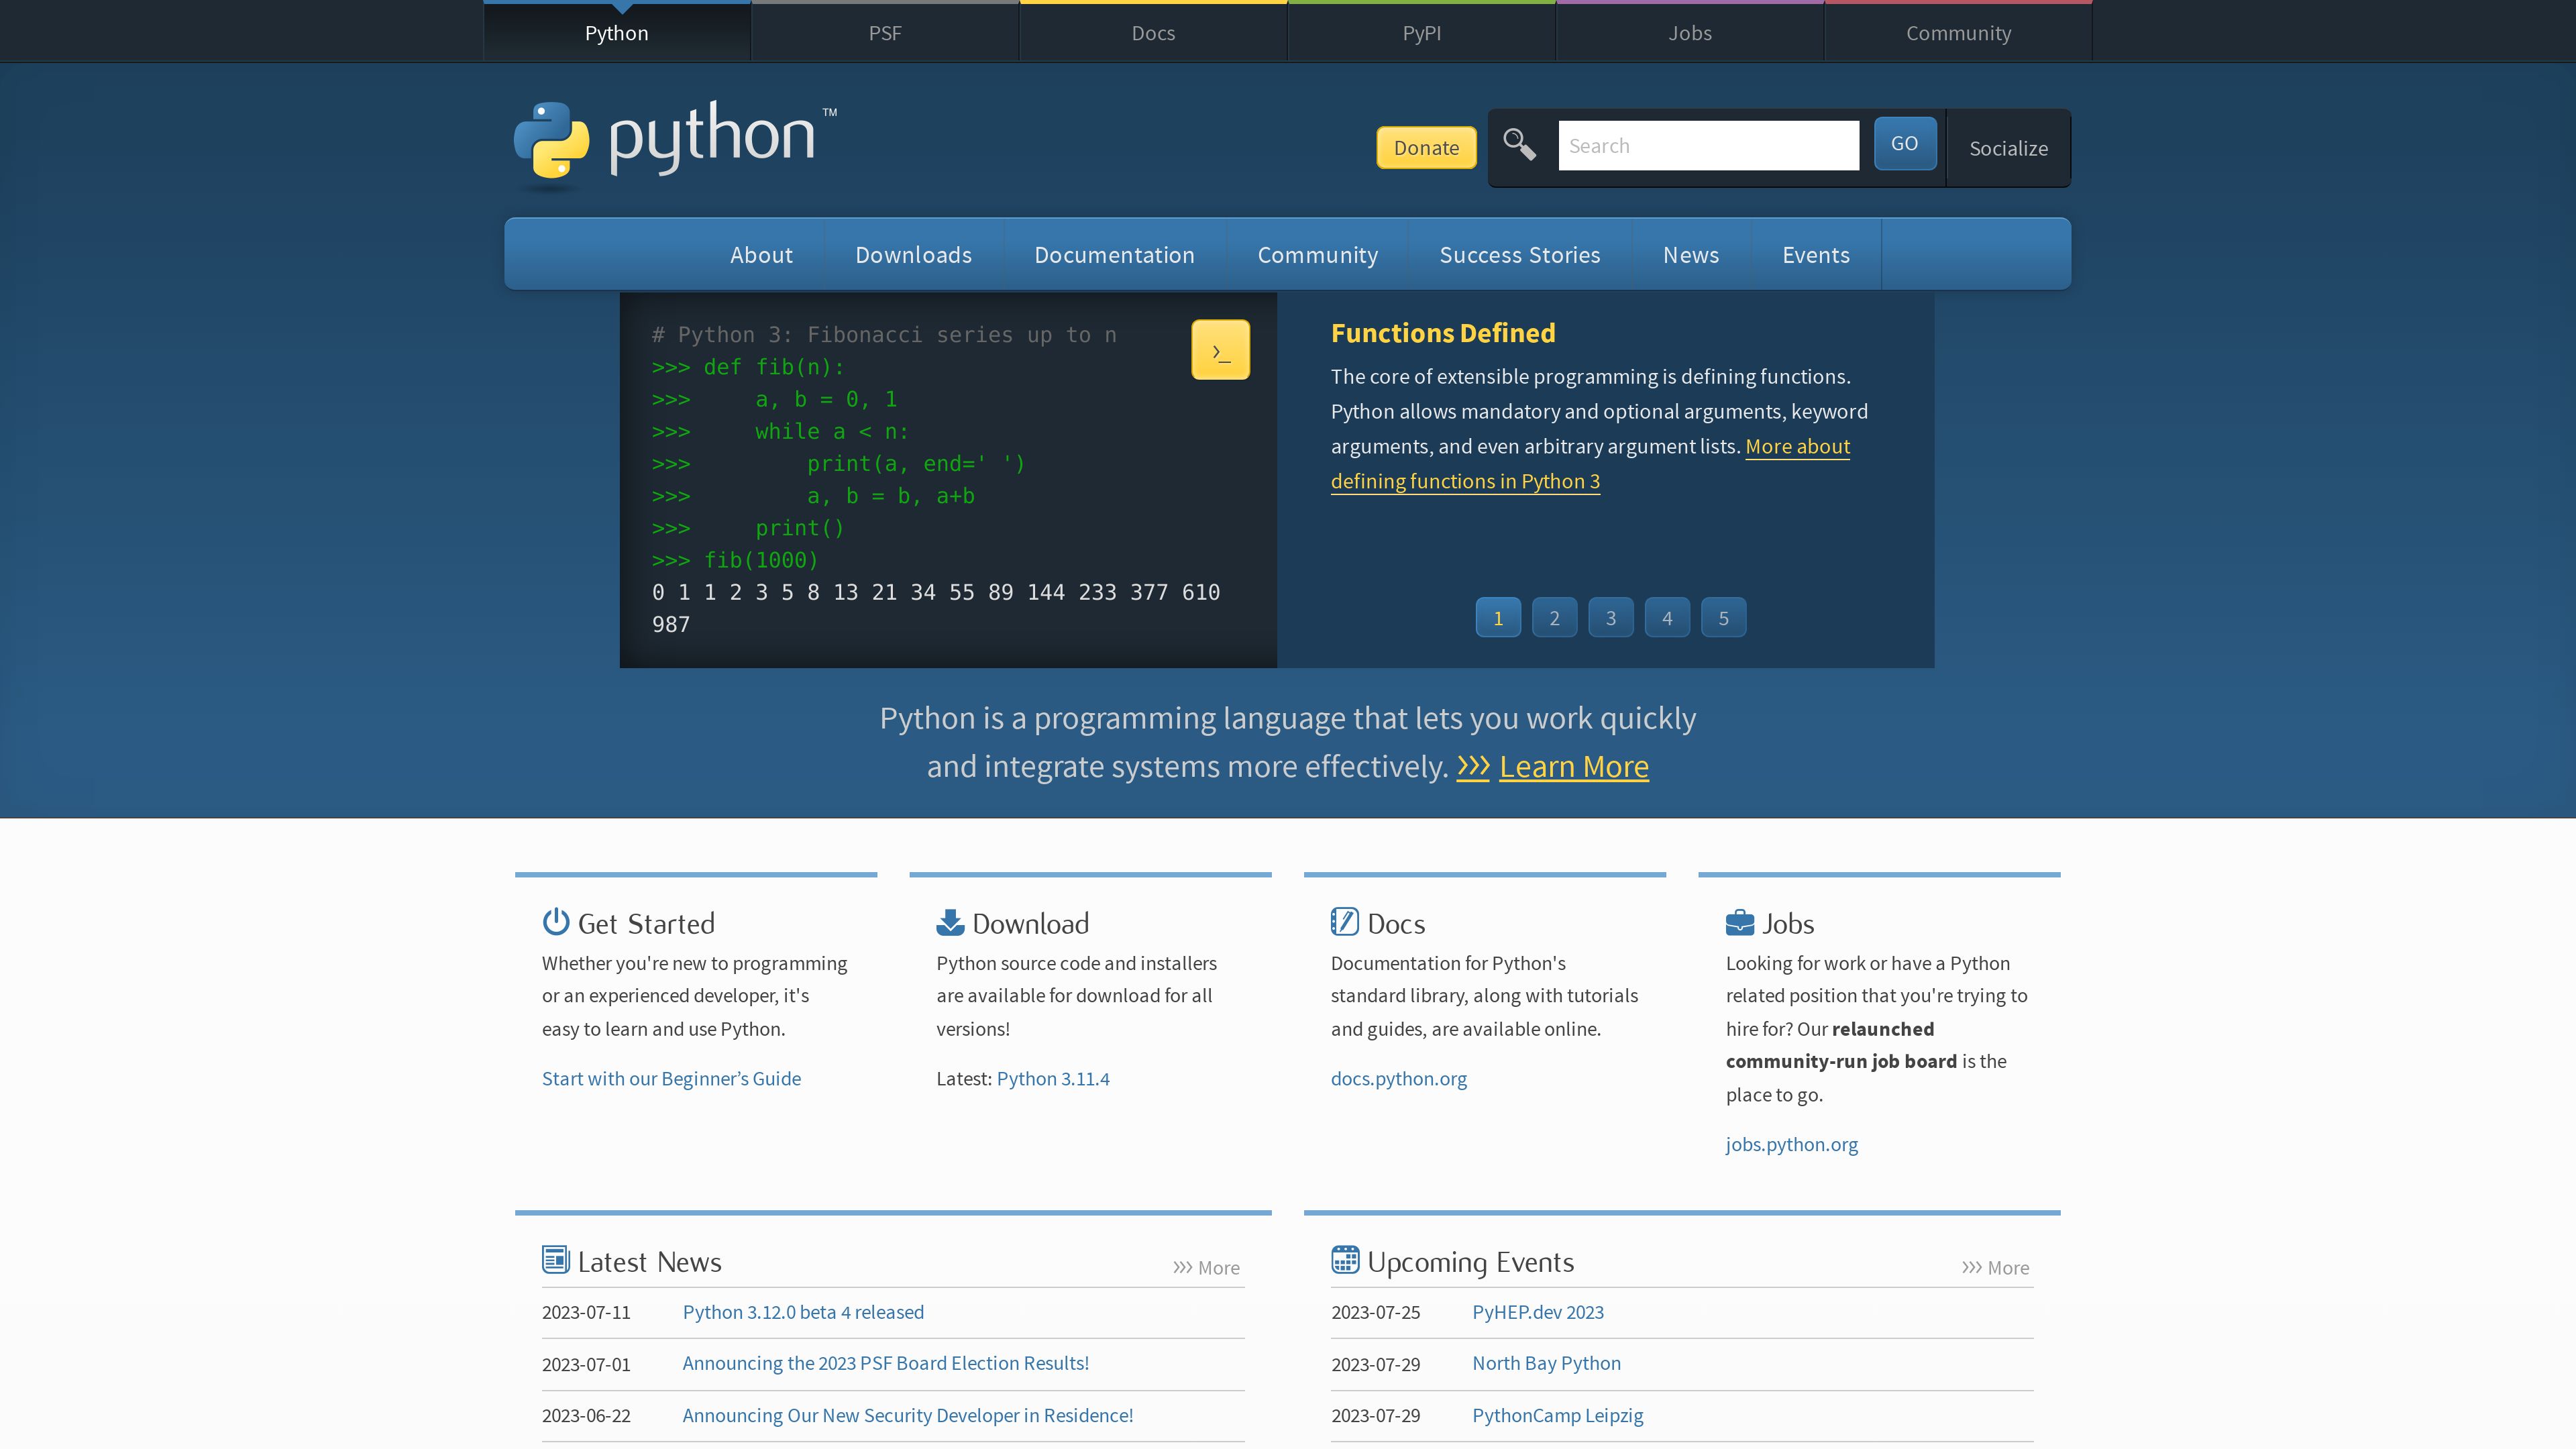 Python
PSF
Docs
PyPI
Jobs
Community
python™
Donate
Search
GO
Socialize
About
Downloads
Documentation
Community
Success Stories
News
Events
# Python 3: Fibonacci series up to n
>>> def fib(n):
>>>     a, b = 0, 1
>>>     while a < n:
>>>         print(a, end=' ')
>>>         a, b = b, a+b
>>>     print()
>>> fib(1000)
0 1 1 2 3 5 8 13 21 34 55 89 144 233 377 610
987
>_
Functions Defined
The core of extensible programming is defining functions.
Python allows mandatory and optional arguments, keyword
arguments, and even arbitrary argument lists. More about
defining functions in Python 3
1
2
3
4
5
Python is a programming language that lets you work quickly
and integrate systems more effectively. >>> Learn More
Get Started
Whether you're new to programming
or an experienced developer, it's
easy to learn and use Python.
Start with our Beginner’s Guide
Download
Python source code and installers
are available for download for all
versions!
Latest: Python 3.11.4
Docs
Documentation for Python's
standard library, along with tutorials
and guides, are available online.
docs.python.org
Jobs
Looking for work or have a Python
related position that you're trying to
hire for? Our relaunched
community-run job board is the
place to go.
jobs.python.org
Latest News
>>> More
2023-07-11 Python 3.12.0 beta 4 released
2023-07-01 Announcing the 2023 PSF Board Election Results!
2023-06-22 Announcing Our New Security Developer in Residence!
Upcoming Events
>>> More
2023-07-25 PyHEP.dev 2023
2023-07-29 North Bay Python
2023-07-29 PythonCamp Leipzig